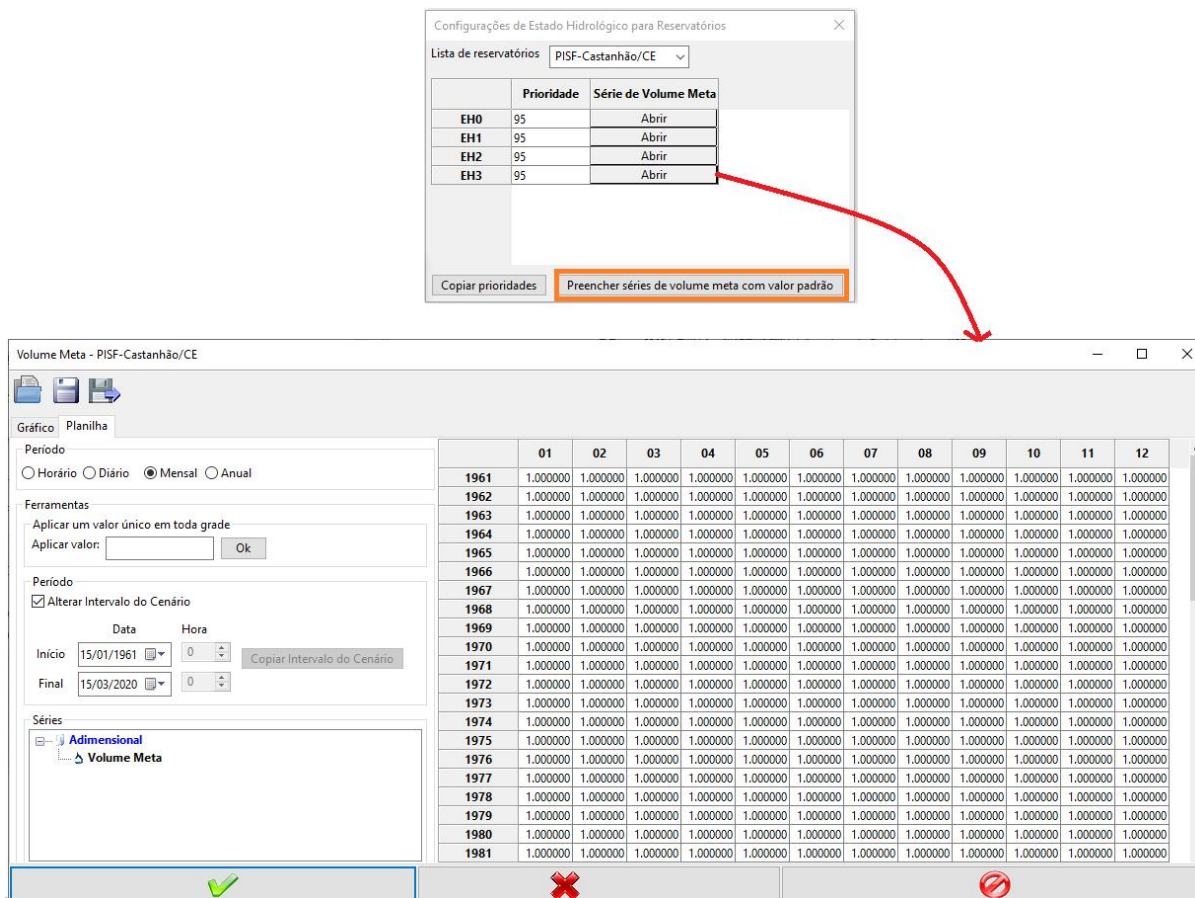 Configurações de Estado Hidrológico para Reservatórios
Lista de reservatórios PISF-Castanhão/CE
Prioridade Série de Volume Meta
EH0 95 Abrir
EH1 95 Abrir
EH2 95 Abrir
EH3 95 Abrir
Copiar prioridades Preencher séries de volume meta com valor padrão
Volume Meta - PISF-Castanhão/CE
Gráfico Planilha
Período
Horário Diário Mensal Anual
Ferramentas
Aplicar um valor único em toda grade
Aplicar valor: Ok
Período
Alterar Intervalo do Cenário
Data Hora
Início 15/01/1961 0 Copiar Intervalo do Cenário
Final 15/03/2020 0
Séries
Adimensional
Volume Meta
01 02 03 04 05 06 07 08 09 10 11 12
1961 1.000000 1.000000 1.000000 1.000000 1.000000 1.000000 1.000000 1.000000 1.000000 1.000000 1.000000 1.000000
1962 1.000000 1.000000 1.000000 1.000000 1.000000 1.000000 1.000000 1.000000 1.000000 1.000000 1.000000 1.000000
1963 1.000000 1.000000 1.000000 1.000000 1.000000 1.000000 1.000000 1.000000 1.000000 1.000000 1.000000 1.000000
1964 1.000000 1.000000 1.000000 1.000000 1.000000 1.000000 1.000000 1.000000 1.000000 1.000000 1.000000 1.000000
1965 1.000000 1.000000 1.000000 1.000000 1.000000 1.000000 1.000000 1.000000 1.000000 1.000000 1.000000 1.000000
1966 1.000000 1.000000 1.000000 1.000000 1.000000 1.000000 1.000000 1.000000 1.000000 1.000000 1.000000 1.000000
1967 1.000000 1.000000 1.000000 1.000000 1.000000 1.000000 1.000000 1.000000 1.000000 1.000000 1.000000 1.000000
1968 1.000000 1.000000 1.000000 1.000000 1.000000 1.000000 1.000000 1.000000 1.000000 1.000000 1.000000 1.000000
1969 1.000000 1.000000 1.000000 1.000000 1.000000 1.000000 1.000000 1.000000 1.000000 1.000000 1.000000 1.000000
1970 1.000000 1.000000 1.000000 1.000000 1.000000 1.000000 1.000000 1.000000 1.000000 1.000000 1.000000 1.000000
1971 1.000000 1.000000 1.000000 1.000000 1.000000 1.000000 1.000000 1.000000 1.000000 1.000000 1.000000 1.000000
1972 1.000000 1.000000 1.000000 1.000000 1.000000 1.000000 1.000000 1.000000 1.000000 1.000000 1.000000 1.000000
1973 1.000000 1.000000 1.000000 1.000000 1.000000 1.000000 1.000000 1.000000 1.000000 1.000000 1.000000 1.000000
1974 1.000000 1.000000 1.000000 1.000000 1.000000 1.000000 1.000000 1.000000 1.000000 1.000000 1.000000 1.000000
1975 1.000000 1.000000 1.000000 1.000000 1.000000 1.000000 1.000000 1.000000 1.000000 1.000000 1.000000 1.000000
1976 1.000000 1.000000 1.000000 1.000000 1.000000 1.000000 1.000000 1.000000 1.000000 1.000000 1.000000 1.000000
1977 1.000000 1.000000 1.000000 1.000000 1.000000 1.000000 1.000000 1.000000 1.000000 1.000000 1.000000 1.000000
1978 1.000000 1.000000 1.000000 1.000000 1.000000 1.000000 1.000000 1.000000 1.000000 1.000000 1.000000 1.000000
1979 1.000000 1.000000 1.000000 1.000000 1.000000 1.000000 1.000000 1.000000 1.000000 1.000000 1.000000 1.000000
1980 1.000000 1.000000 1.000000 1.000000 1.000000 1.000000 1.000000 1.000000 1.000000 1.000000 1.000000 1.000000
1981 1.000000 1.000000 1.000000 1.000000 1.000000 1.000000 1.000000 1.000000 1.000000 1.000000 1.000000 1.000000